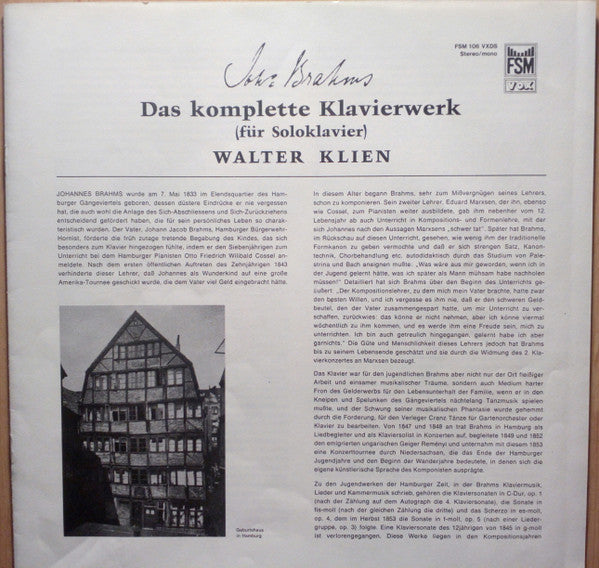 FSM 106 VXDS
Stereo/mono
FSM
VOX
Joh. Brahms
Das komplette Klavierwerk
(für Soloklavier)
WALTER KLIEN
JOHANNES BRAHMS wurde am 7. Mai 1833 im Elendsquartier des Ham-
burger Gängeviertels geboren, dessen düstere Eindrücke er nie vergessen
hat, die auch wohl die Anlage des Sich-Abschliessens und Sich-Zurückziehens
entscheidend gefördert haben, die für sein persönliches Leben so charak-
teristisch wurden. Der Vater, Johann Jacob Brahms, Hamburger Bürgerwehr-
Hornist, förderte die früh zutage tretende Begabung des Kindes, das sich
besonders zum Klavier hingezogen fühlte, indem er den Siebenjährigen zum
Unterricht bei dem Hamburger Pianisten Otto Friedrich Willibald Cossel an-
meldete. Nach dem ersten öffentlichen Auftreten des Zehnjährigen 1843
verhinderte dieser Lehrer, daß Johannes als Wunderkind auf eine große
Amerika-Tournee geschickt wurde, die dem Vater viel Geld eingebracht hätte.
Geburtshaus
in Hamburg
In diesem Alter begann Brahms, sehr zum Mißvergnügen seines Lehrers,
schon zu komponieren. Sein zweiter Lehrer, Eduard Marxsen, der ihn, ebenso
wie Cossel, zum Pianisten weiter ausbildete, gab ihm nebenher vom 12.
Lebensjahr ab auch Unterricht in Kompositions- und Formenlehre, mit der
sich Johannes nach den Aussagen Marxsens „schwer tat". Später hat Brahms,
im Rückschau auf diesen Unterricht, gesehen, wie wenig ihm der traditionelle
Formkanon zu geben vermochte und daß er sich strengen Satz, Kanon-
technik, Chorbehandlung etc. autodidaktisch durch das Studium von Pale-
strina und Bach aneignen mußte. „Was wäre aus mir geworden, wenn ich in
der Jugend gelernt hätte, was ich später als Mann mühsam habe nachholen
müssen!" Detailliert hat sich Brahms über den Beginn des Unterrichts ge-
äußert: „Der Kompositionslehrer, zu dem mich mein Vater brachte, hatte zwar
den besten Willen, und ich vergesse es ihm nie, daß er den schweren Geld-
beutel, den der Vater zusammengespart hatte, um mir Unterricht zu ver-
schaffen, zurückwies: das könne er nicht nehmen, aber ich könne viermal
wöchentlich zu ihm kommen, und es werde ihm eine Freude sein, mich zu
unterrichten. Ich bin auch getreulich hingegangen, gelernt habe ich aber
garnichts." Die Güte und Menschlichkeit dieses Lehrers jedoch hat Brahms
bis zu seinem Lebensende geschätzt und sie durch die Widmung des 2. Kla-
vierkonzertes an Marxsen bezeugt.
Das Klavier war für den jugendlichen Brahms aber nicht nur der Ort fleißiger
Arbeit und einsamer musikalischer Träume, sondern auch Medium harter
Fron des Gelderwerbs für den Lebensunterhalt der Familie, wenn er in den
Kneipen und Spelunken des Gängeviertels nächtelang Tanzmusik spielen
mußte, und der Schwung seiner musikalischen Phantasie wurde gehemmt
durch die Forderung, für den Verleger Cranz Tänze für Gartenorchester oder
Klavier zu bearbeiten. Von 1847 und 1848 an trat Brahms in Hamburg als
Liedbegleiter und als Klaviersolist in Konzerten auf, begleitete 1849 und 1852
den emigrierten ungarischen Geiger Reményi und unternahm mit diesem 1853
eine Konzerttournee durch Niedersachsen, die das Ende der Hamburger
Jugendjahre und den Beginn der Wanderjahre bedeutete, in denen sich die
eigene künstlerische Sprache des Komponisten ausprägte.
Zu den Jugendwerken der Hamburger Zeit, in der Brahms Klaviermusik,
Lieder und Kammermusik schrieb, gehören die Klaviersonaten in C-Dur, op. 1
(nach der Zählung auf dem Autograph die 4. Klaviersonate), die Sonate in
fis-moll (nach der gleichen Zählung die dritte) und das Scherzo in es-moll,
op. 4, dem im Herbst 1853 die Sonate in f-moll, op. 5 (nach einer Lieder-
gruppe, op. 3) folgte. Eine Klaviersonate des 12jährigen von 1845 in g-moll
ist verlorengegangen. Diese Werke liegen in den Kompositionsjahren